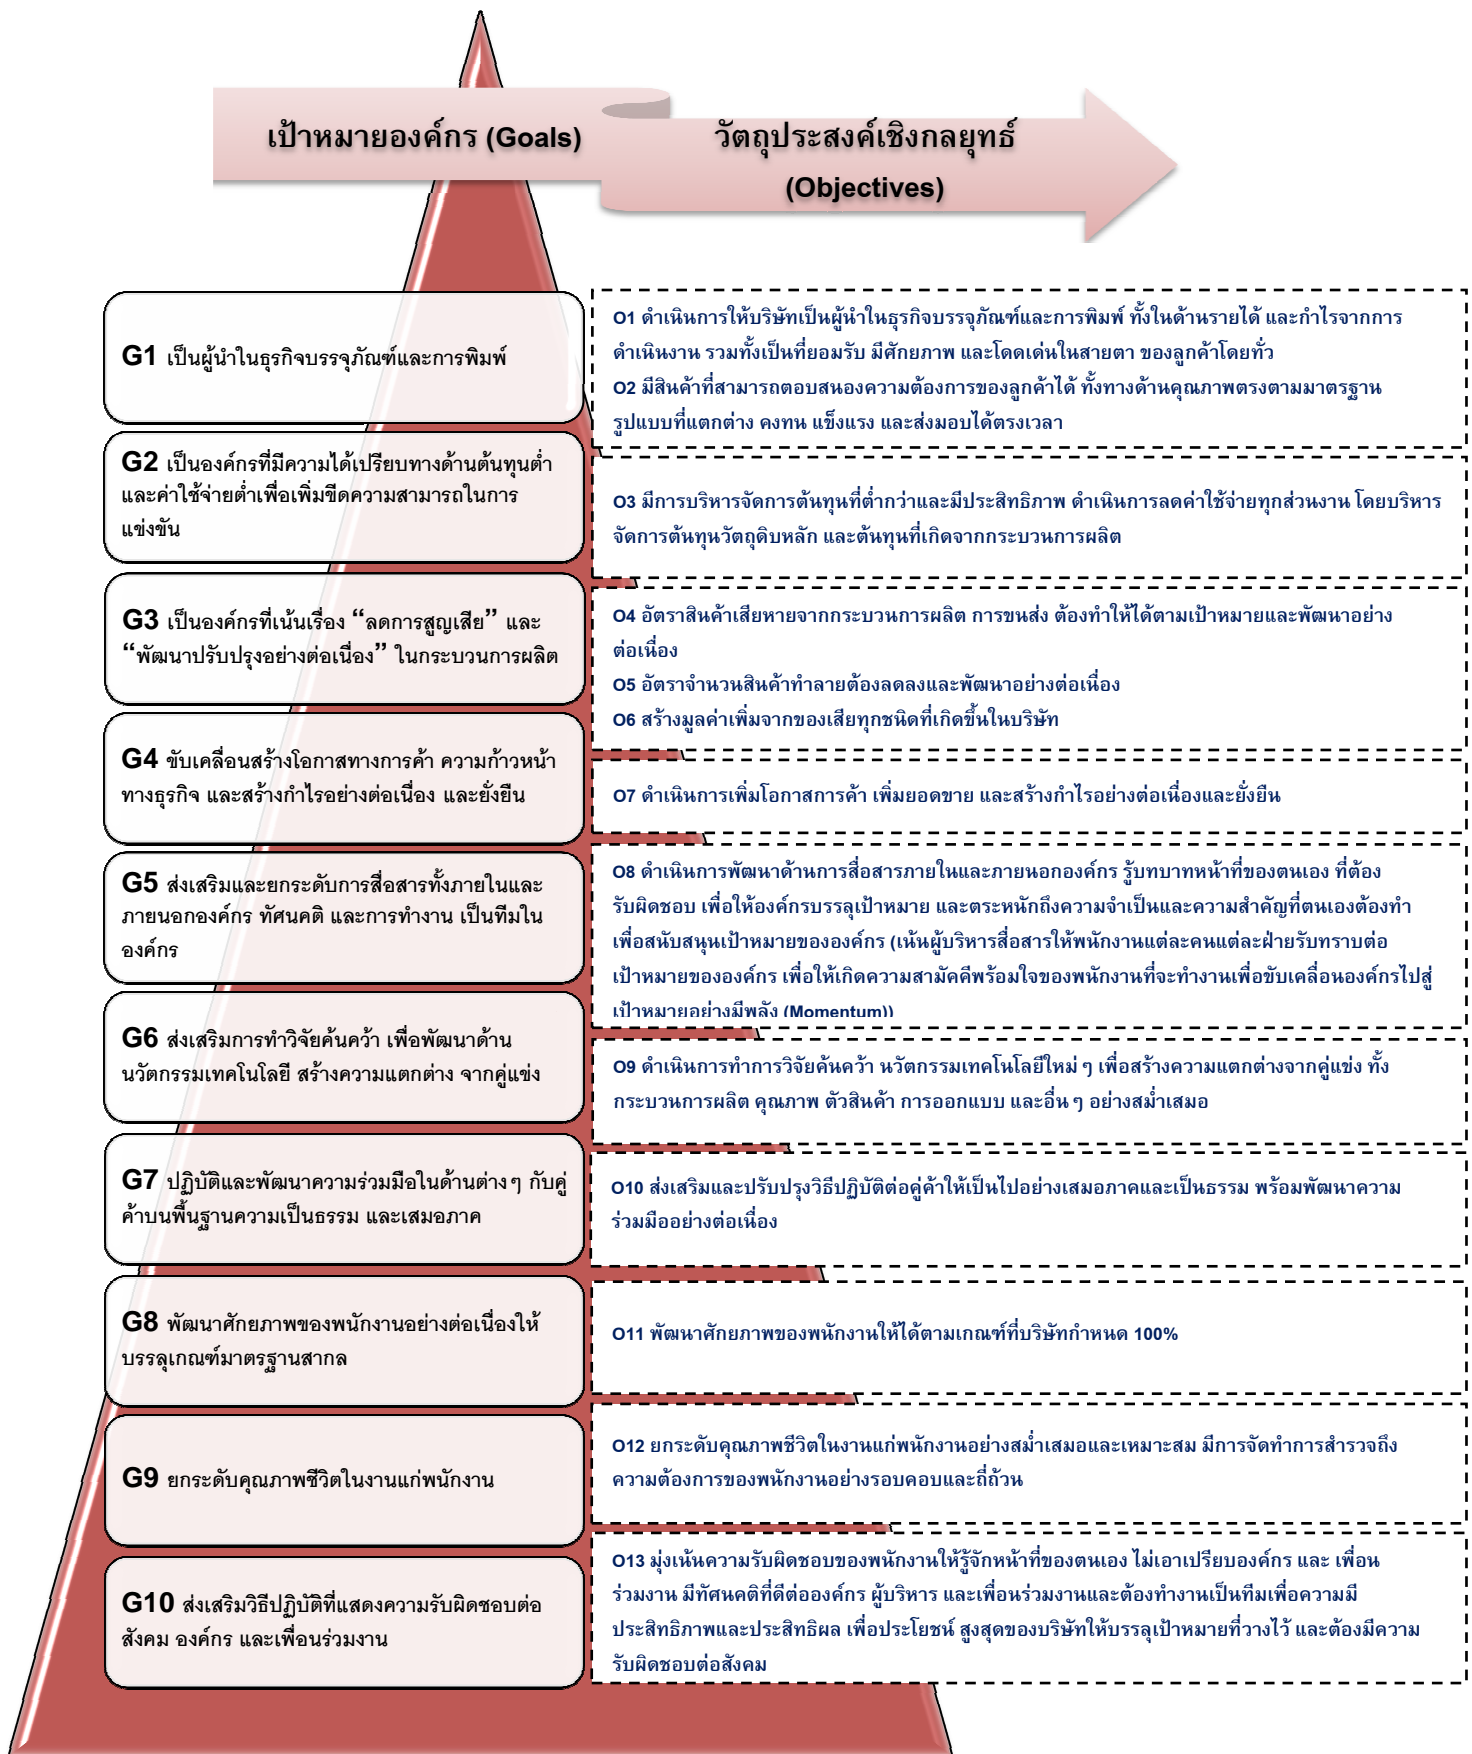 เป้าหมายองค์กร (Goals)
วัตถุประสงค์เชิงกลยุทธ์
(Objectives)
G1 เป็นผู้นำในธุรกิจบรรจุภัณฑ์และการพิมพ์
O1 ดำเนินการให้บริษัทเป็นผู้นำในธุรกิจบรรจุภัณฑ์และการพิมพ์ ทั้งในด้านรายได้ และกำไรจากการ
ดำเนินงาน รวมทั้งเป็นที่ยอมรับ มีศักยภาพ และโดดเด่นในสายตา ของลูกค้าโดยทั่ว
O2 มีสินค้าที่สามารถตอบสนองความต้องการของลูกค้าได้ ทั้งทางด้านคุณภาพตรงตามมาตรฐาน
รูปแบบที่แตกต่าง คงทน แข็งแรง และส่งมอบได้ตรงเวลา
G2 เป็นองค์กรที่มีความได้เปรียบทางด้านต้นทุนต่ำ
และค่าใช้จ่ายต่ำเพื่อเพิ่มขีดความสามารถในการ
แข่งขัน
O3 มีการบริหารจัดการต้นทุนที่ต่ำกว่าและมีประสิทธิภาพ ดำเนินการลดค่าใช้จ่ายทุกส่วนงาน โดยบริหาร
จัดการต้นทุนวัตถุดิบหลัก และต้นทุนที่เกิดจากกระบวนการผลิต
G3 เป็นองค์กรที่เน้นเรื่อง “ลดการสูญเสีย” และ
“พัฒนาปรับปรุงอย่างต่อเนื่อง” ในกระบวนการผลิต
O4 อัตราสินค้าเสียหายจากกระบวนการผลิต การขนส่ง ต้องทำให้ได้ตามเป้าหมายและพัฒนาอย่าง
ต่อเนื่อง
O5 อัตราจำนวนสินค้าทำลายต้องลดลงและพัฒนาอย่างต่อเนื่อง
O6 สร้างมูลค่าเพิ่มจากของเสียทุกชนิดที่เกิดขึ้นในบริษัท
G4 ขับเคลื่อนสร้างโอกาสทางการค้า ความก้าวหน้า
ทางธุรกิจ และสร้างกำไรอย่างต่อเนื่อง และยั่งยืน
O7 ดำเนินการเพิ่มโอกาสการค้า เพิ่มยอดขาย และสร้างกำไรอย่างต่อเนื่องและยั่งยืน
G5 ส่งเสริมและยกระดับการสื่อสารทั้งภายในและ
ภายนอกองค์กร ทัศนคติ และการทำงาน เป็นทีมใน
องค์กร
O8 ดำเนินการพัฒนาด้านการสื่อสารภายในและภายนอกองค์กร รู้บทบาทหน้าที่ของตนเอง ที่ต้อง
รับผิดชอบ เพื่อให้องค์กรบรรลุเป้าหมาย และตระหนักถึงความจำเป็นและความสำคัญที่ตนเองต้องทำ
เพื่อสนับสนุนเป้าหมายขององค์กร (เน้นผู้บริหารสื่อสารให้พนักงานแต่ละคนแต่ละฝ่ายรับทราบต่อ
เป้าหมายขององค์กร เพื่อให้เกิดความสามัคคีพร้อมใจของพนักงานที่จะทำงานเพื่อขับเคลื่อนองค์กรไปสู่
เป้าหมายอย่างมีพลัง (Momentum))
G6 ส่งเสริมการทำวิจัยค้นคว้า เพื่อพัฒนาด้าน
นวัตกรรมเทคโนโลยี สร้างความแตกต่าง จากคู่แข่ง
O9 ดำเนินการทำการวิจัยค้นคว้า นวัตกรรมเทคโนโลยีใหม่ ๆ เพื่อสร้างความแตกต่างจากคู่แข่ง ทั้ง
กระบวนการผลิต คุณภาพ ตัวสินค้า การออกแบบ และอื่น ๆ อย่างสม่ำเสมอ
G7 ปฏิบัติและพัฒนาความร่วมมือในด้านต่าง ๆ กับคู่
ค้าบนพื้นฐานความเป็นธรรม และเสมอภาค
O10 ส่งเสริมและปรับปรุงวิธีปฏิบัติต่อคู่ค้าให้เป็นไปอย่างเสมอภาคและเป็นธรรม พร้อมพัฒนาความ
ร่วมมืออย่างต่อเนื่อง
G8 พัฒนาศักยภาพของพนักงานอย่างต่อเนื่องให้
บรรลุเกณฑ์มาตรฐานสากล
O11 พัฒนาศักยภาพของพนักงานให้ได้ตามเกณฑ์ที่บริษัทกำหนด 100%
G9 ยกระดับคุณภาพชีวิตในงานแก่พนักงาน
O12 ยกระดับคุณภาพชีวิตในงานแก่พนักงานอย่างสม่ำเสมอและเหมาะสม มีการจัดทำการสำรวจถึง
ความต้องการของพนักงานอย่างรอบคอบและถี่ถ้วน
G10 ส่งเสริมวิธีปฏิบัติที่แสดงความรับผิดชอบต่อ
สังคม องค์กร และเพื่อนร่วมงาน
O13 มุ่งเน้นความรับผิดชอบของพนักงานให้รู้จักหน้าที่ของตนเอง ไม่เอาเปรียบองค์กร และ เพื่อน
ร่วมงาน มีทัศนคติที่ดีต่อองค์กร ผู้บริหาร และเพื่อนร่วมงานและต้องทำงานเป็นทีมเพื่อความมี
ประสิทธิภาพและประสิทธิผล เพื่อประโยชน์ สูงสุดของบริษัทให้บรรลุเป้าหมายที่วางไว้ และต้องมีความ
รับผิดชอบต่อสังคม